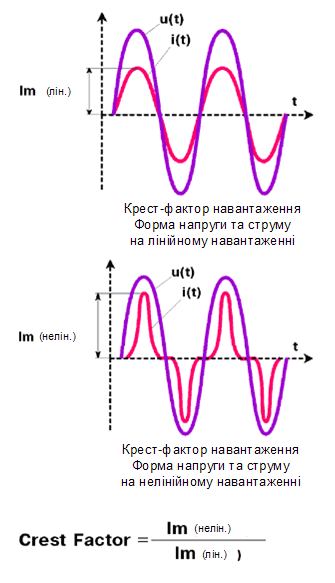 u(t)
i(t)
Im (лін.)
t
Крест-фактор навантаження
Форма напруги та струму
на лінійному навантаженні
u(t)
i(t)
Im (нелін.)
t
Крест-фактор навантаження
Форма напруги та струму
на нелінійному навантаженні
Im (нелін.)
Crest Factor =
Im (лін.) )